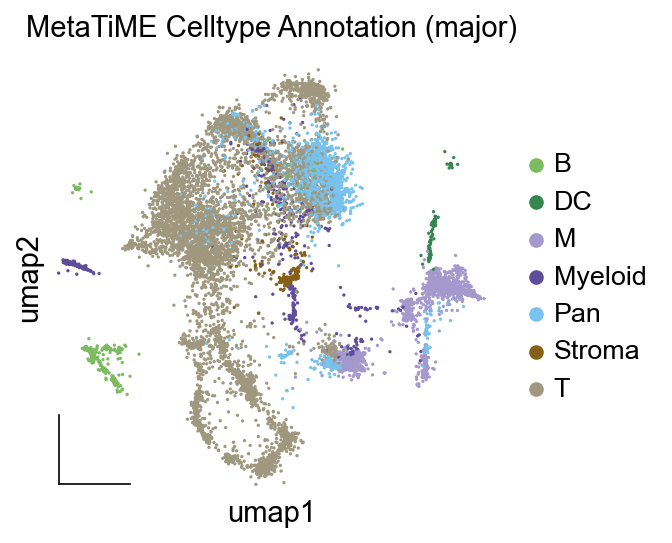 MetaTiME Celltype Annotation (major)
B
DC
M
Myeloid
Pan
Stroma
T
umap2
umap1